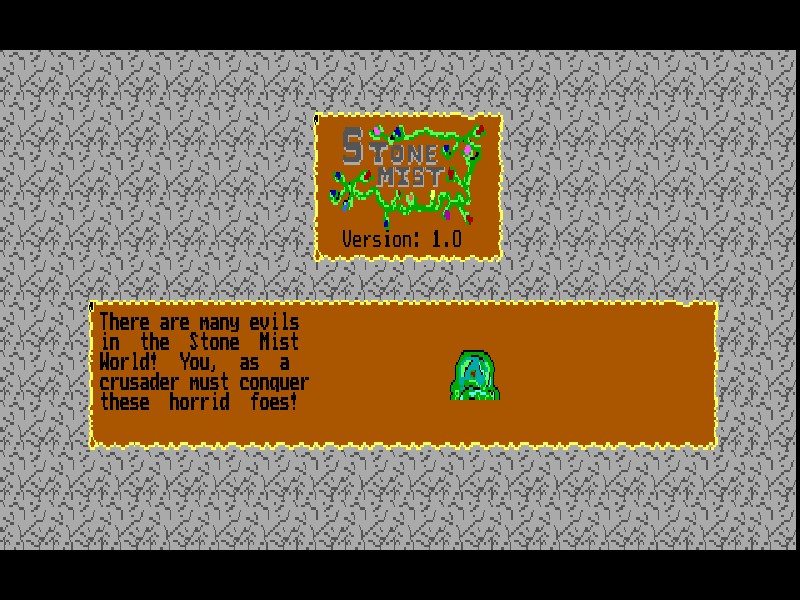 STONE
MIST
Version: 1.0
There are many evils
in the Stone Mist
World! You, as a
crusader must conquer
these horrid foes!